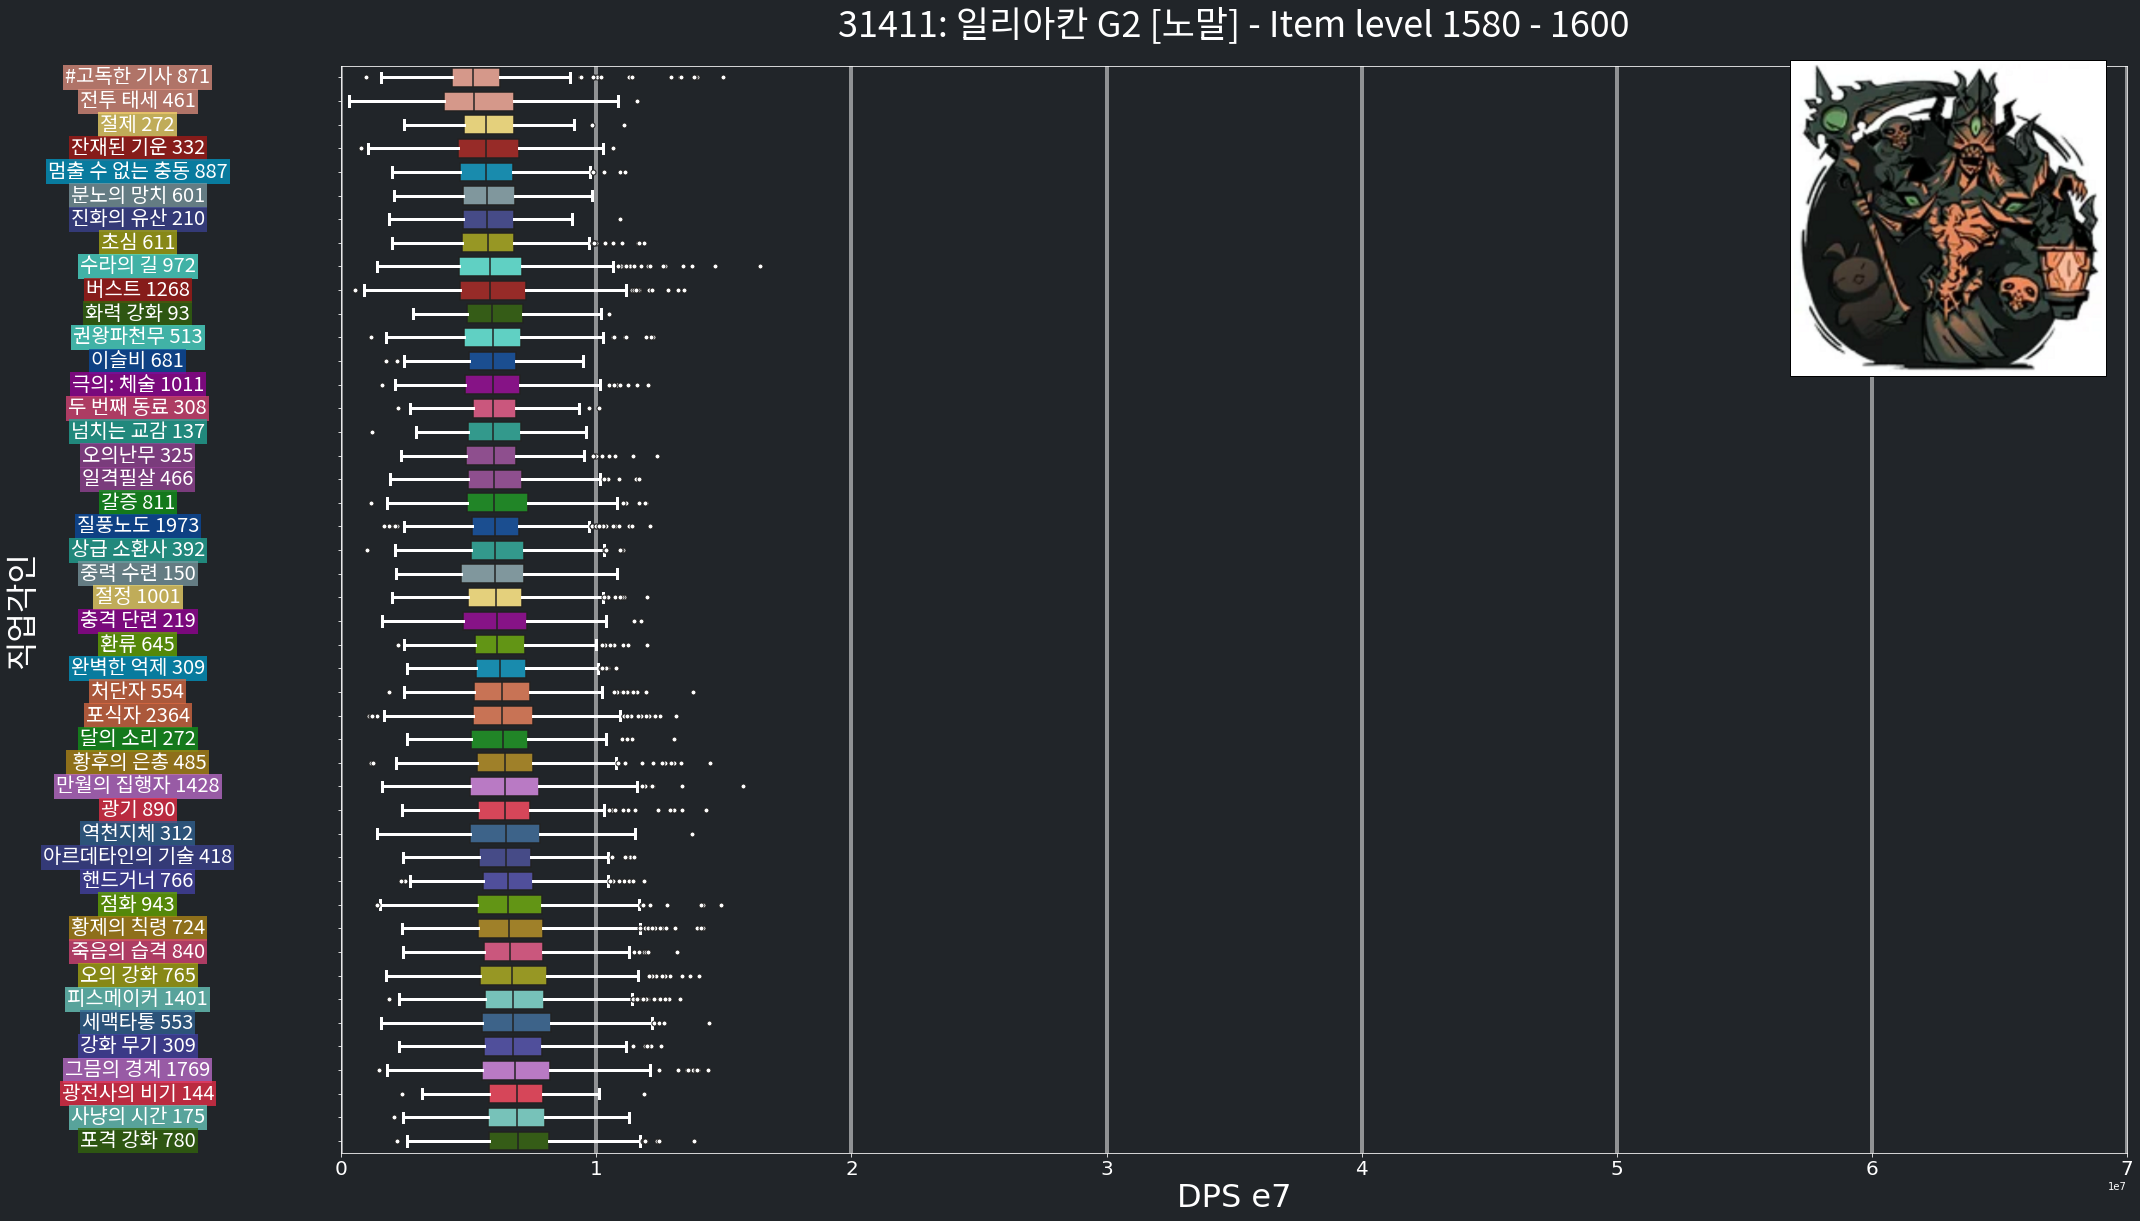 31411: 일리아칸 G2 [노말] - Item level 1580 - 1600
#고독한 기사 871
전투 태세 461
절제 272
잔재된 기운 332
멈출 수 없는 충동 887
분노의 망치 601
진화의 유산 210
초심 611
수라의 길 972
버스트 1268
화력 강화 93
권왕파천무 513
이슬비 681
극의: 체술 1011
두 번째 동료 308
넘치는 교감 137
오의난무 325
일격필살 466
갈증 811
질풍노도 1973
상급 소환사 392
중력 수련 150
절정 1001
충격 단련 219
환류 645
완벽한 억제 309
처단자 554
포식자 2364
달의 소리 272
황후의 은총 485
만월의 집행자 1428
광기 890
역천지체 312
아르데타인의 기술 418
핸드거너 766
점화 943
황제의 칙령 724
죽음의 습격 840
오의 강화 765
피스메이커 1401
세맥타통 553
강화 무기 309
그믐의 경계 1769
광전사의 비기 144
사냥의 시간 175
포격 강화 780
직업각인
0 1 2 3 4 5 6 7
1e7
DPS e7